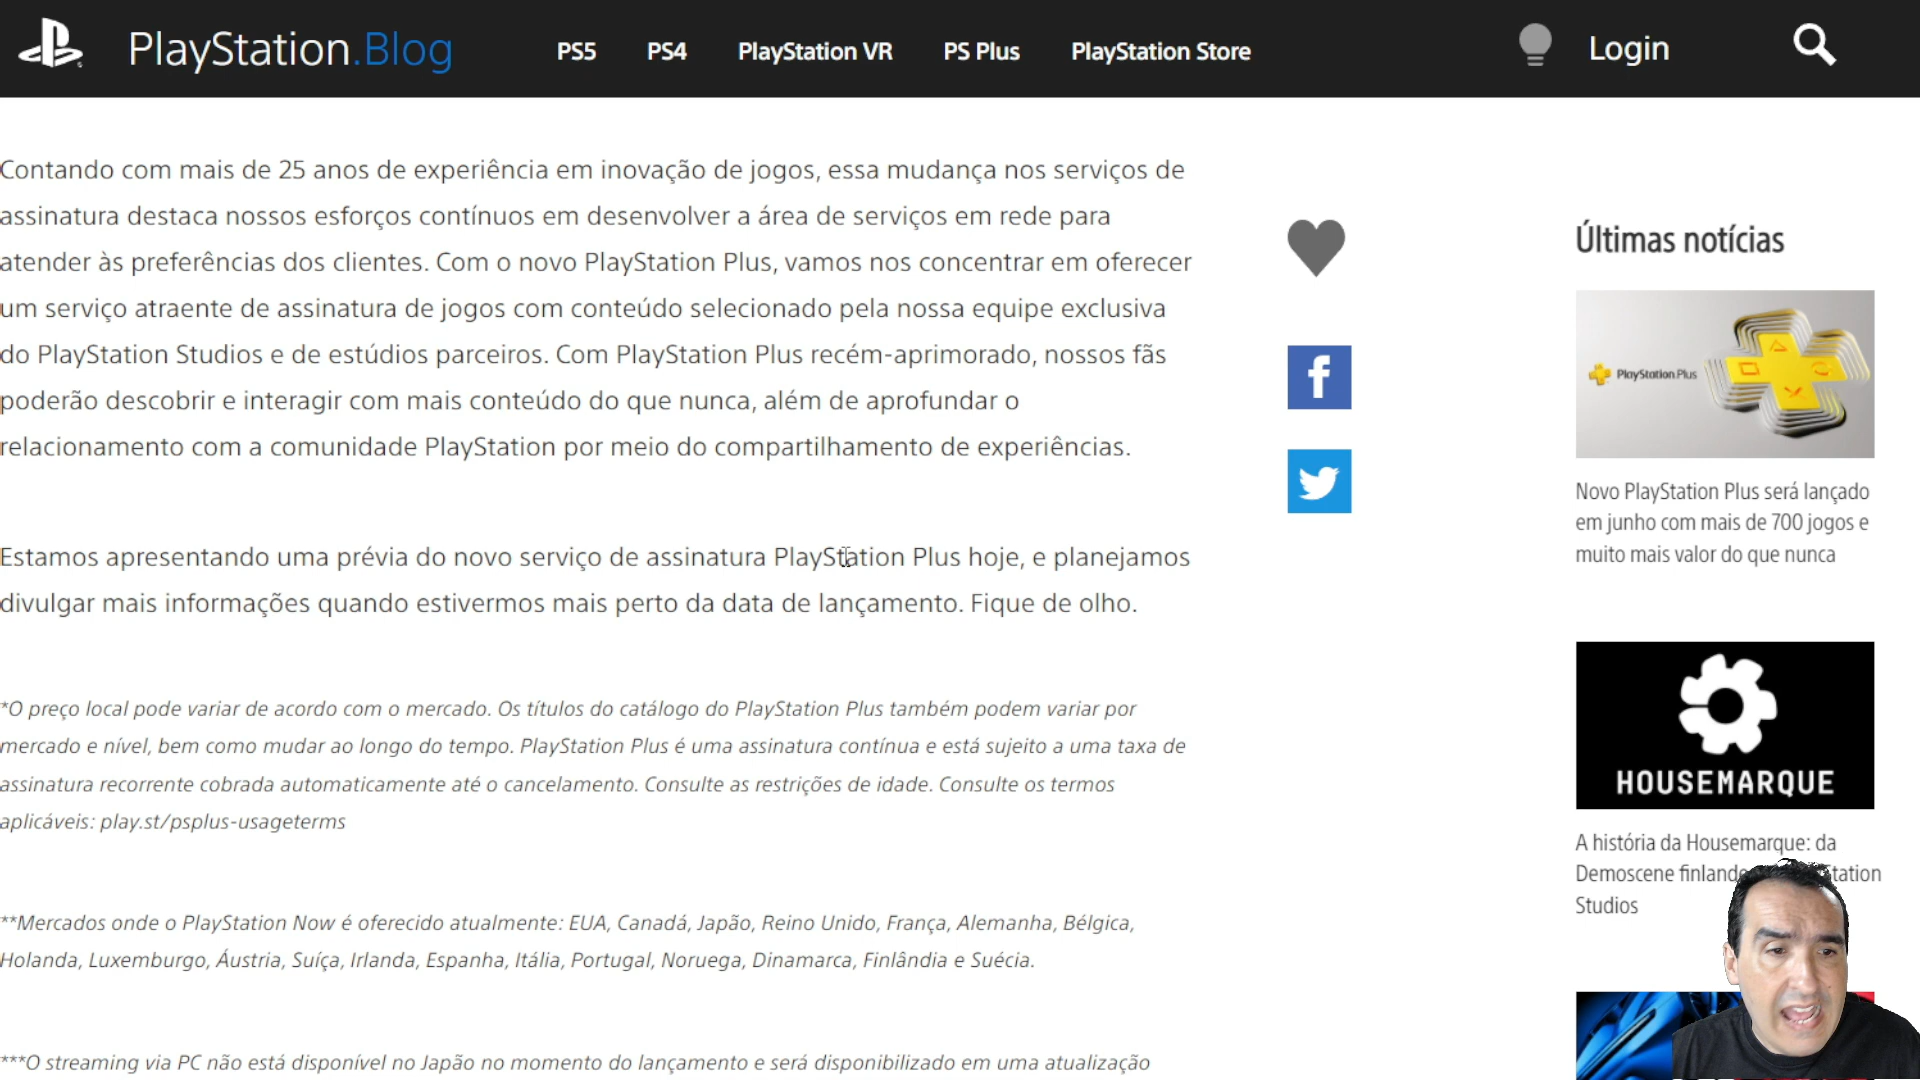 PlayStation.Blog
PS5 PS4 PlayStation VR PS Plus PlayStation Store
Login
Contando com mais de 25 anos de experiência em inovação de jogos, essa mudança nos serviços de
assinatura destaca nossos esforços contínuos em desenvolver a área de serviços em rede para
atender às preferências dos clientes. Com o novo PlayStation Plus, vamos nos concentrar em oferecer
um serviço atraente de assinatura de jogos com conteúdo selecionado pela nossa equipe exclusiva
do PlayStation Studios e de estúdios parceiros. Com PlayStation Plus recém-aprimorado, nossos fãs
poderão descobrir e interagir com mais conteúdo do que nunca, além de aprofundar o
relacionamento com a comunidade PlayStation por meio do compartilhamento de experiências.
Estamos apresentando uma prévia do novo serviço de assinatura PlayStation Plus hoje, e planejamos
divulgar mais informações quando estivermos mais perto da data de lançamento. Fique de olho.
*O preço local pode variar de acordo com o mercado. Os títulos do catálogo do PlayStation Plus também podem variar por
mercado e nível, bem como mudar ao longo do tempo. PlayStation Plus é uma assinatura contínua e está sujeito a uma taxa de
assinatura recorrente cobrada automaticamente até o cancelamento. Consulte as restrições de idade. Consulte os termos
aplicáveis: play.st/psplus-usageterms
**Mercados onde o PlayStation Now é oferecido atualmente: EUA, Canadá, Japão, Reino Unido, França, Alemanha, Bélgica,
Holanda, Luxemburgo, Áustria, Suíça, Irlanda, Espanha, Itália, Portugal, Noruega, Dinamarca, Finlândia e Suécia.
***O streaming via PC não está disponível no Japão no momento do lançamento e será disponibilizado em uma atualização
Últimas notícias
PlayStation.Plus
Novo PlayStation Plus será lançado
em junho com mais de 700 jogos e
muito mais valor do que nunca
HOUSEMARQUE
A história da Housemarque: da
Demoscene
Studios